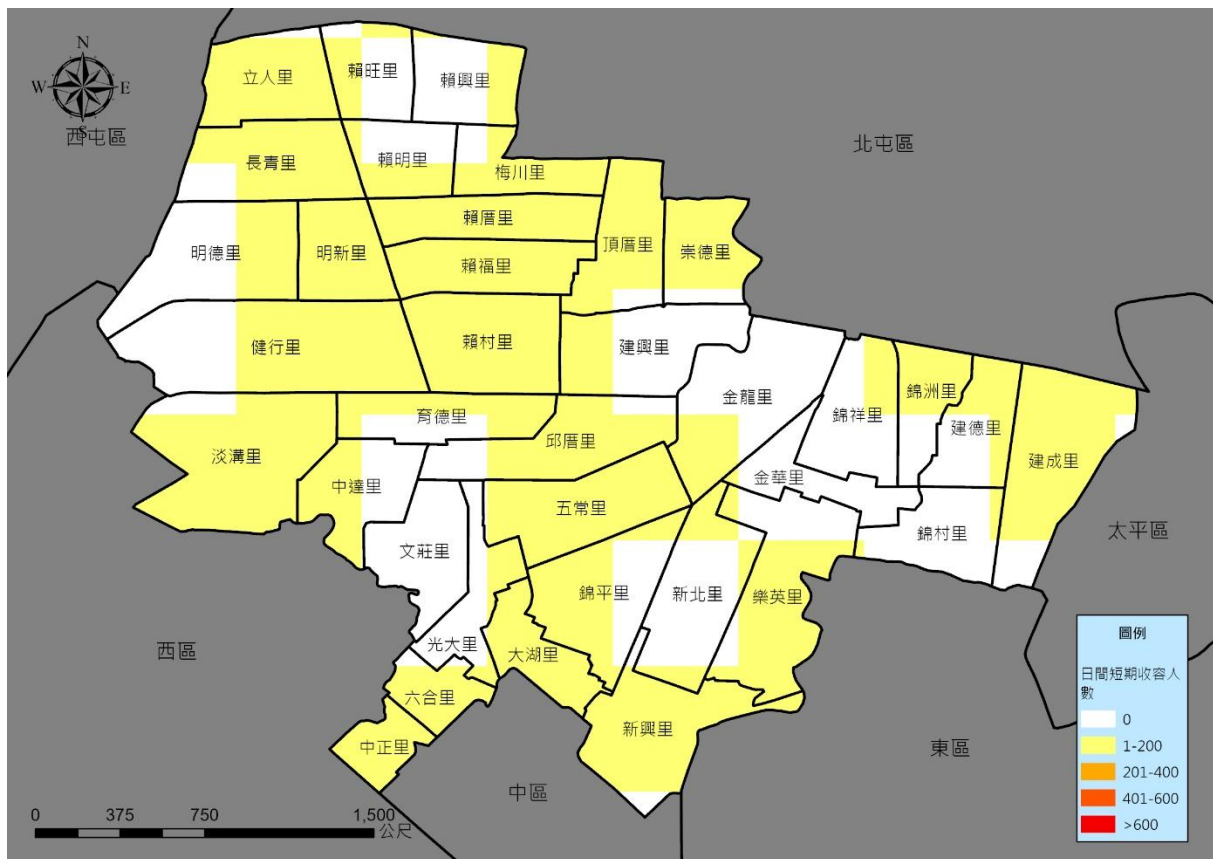 N
W
E
S
西屯區
北屯區
立人里
賴旺里
賴興里
長青里
賴明里
梅川里
賴厝里
頂厝里
崇德里
明德里
明新里
賴福里
健行里
賴村里
建興里
金龍里
錦祥里
錦洲里
建德里
建成里
育德里
邱厝里
淡溝里
中達里
五常里
金華里
錦村里
太平區
文莊里
錦平里
新北里
樂英里
西區
光大里
大湖里
六合里
新興里
中正里
東區
中區
圖例
日間短期收容人
數
0
1-200
201-400
401-600
>600
0 375 750 1,500
公尺